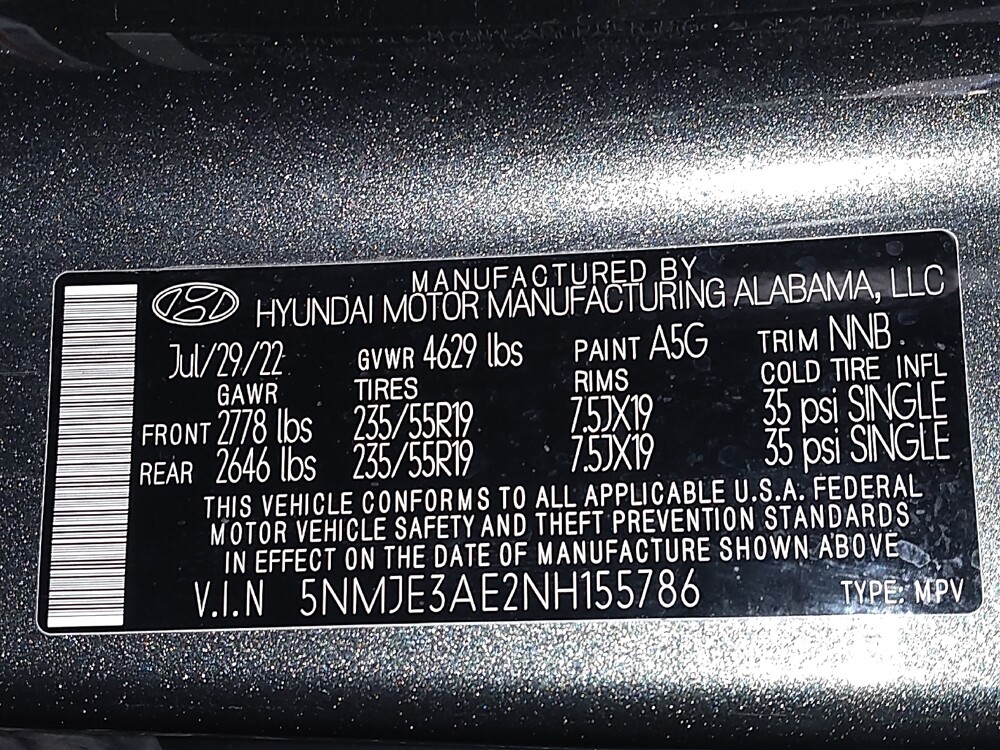 MANUFACTURED BY
HYUNDAI MOTOR MANUFACTURING ALABAMA, LLC
Jul/29/22 GVWR 4629 lbs PAINT A5G TRIM NNB
GAWR TIRES RIMS COLD TIRE INFL
FRONT 2778 lbs 235/55R19 7.5JX19 35 psi SINGLE
REAR 2646 lbs 235/55R19 7.5JX19 35 psi SINGLE
THIS VEHICLE CONFORMS TO ALL APPLICABLE U.S.A. FEDERAL
MOTOR VEHICLE SAFETY AND THEFT PREVENTION STANDARDS
IN EFFECT ON THE DATE OF MANUFACTURE SHOWN ABOVE
V.I.N 5NMJE3AE2NH155786 TYPE: MPV